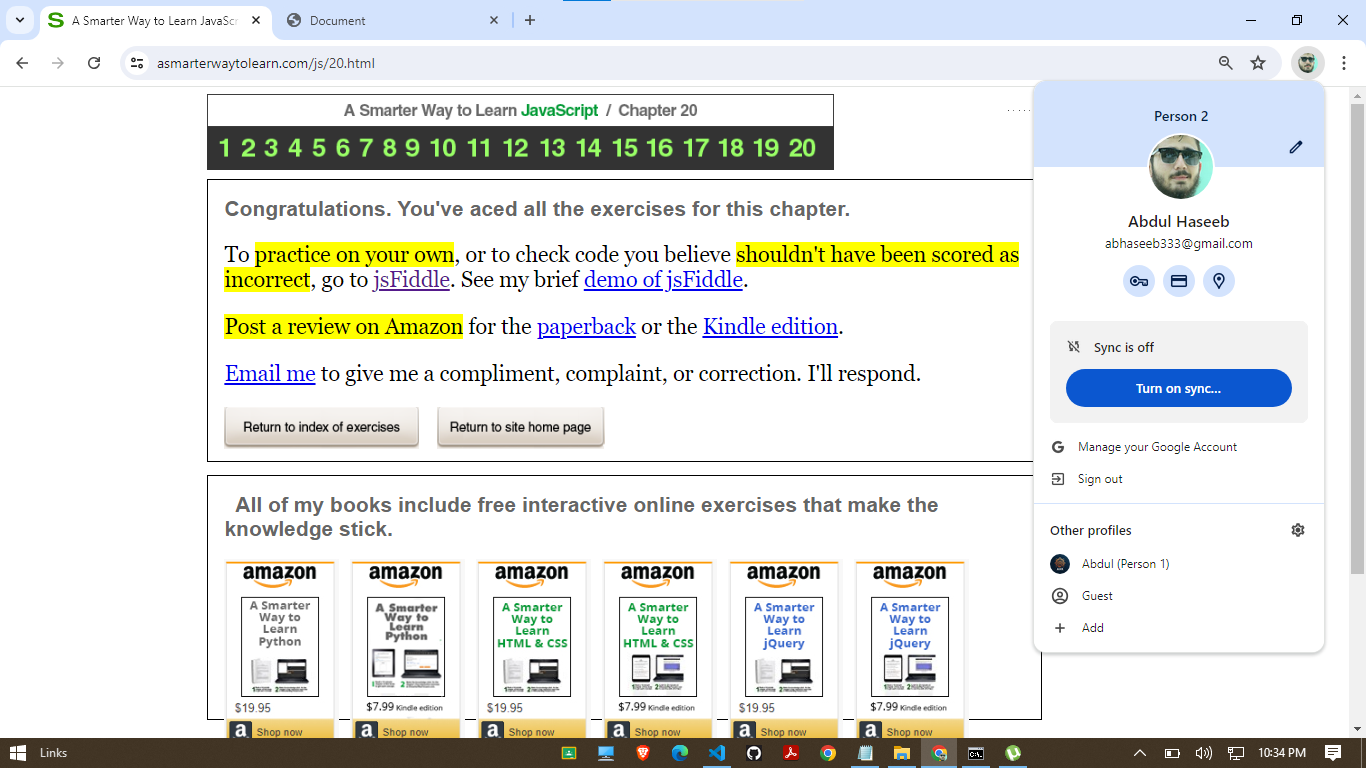 A Smarter Way to Learn JavaScr
Document
asmarterwaytolearn.com/js/20.html
A Smarter Way to Learn JavaScript / Chapter 20
1 2 3 4 5 6 7 8 9 10 11 12 13 14 15 16 17 18 19 20
Congratulations. You've aced all the exercises for this chapter.
To practice on your own, or to check code you believe shouldn't have been scored as
incorrect, go to jsFiddle. See my brief demo of jsFiddle.
Post a review on Amazon for the paperback or the Kindle edition.
Email me to give me a compliment, complaint, or correction. I'll respond.
Return to index of exercises
Return to site home page
All of my books include free interactive online exercises that make the
knowledge stick.
amazon
A Smarter
Way to
Learn
Python
$19.95
Shop now
amazon
A Smarter
Way to
Learn
Python
$7.99 Kindle edition
Shop now
amazon
A Smarter
Way to
Learn
HTML & CSS
$19.95
Shop now
amazon
A Smarter
Way to
Learn
HTML & CSS
$7.99 Kindle edition
Shop now
amazon
A Smarter
Way to
Learn
jQuery
$19.95
Shop now
amazon
A Smarter
Way to
Learn
jQuery
$7.99 Kindle edition
Shop now
Person 2
Abdul Haseeb
abhaseeb333@gmail.com
Sync is off
Turn on sync...
Manage your Google Account
Sign out
Other profiles
Abdul (Person 1)
Guest
Add
Links
10:34 PM